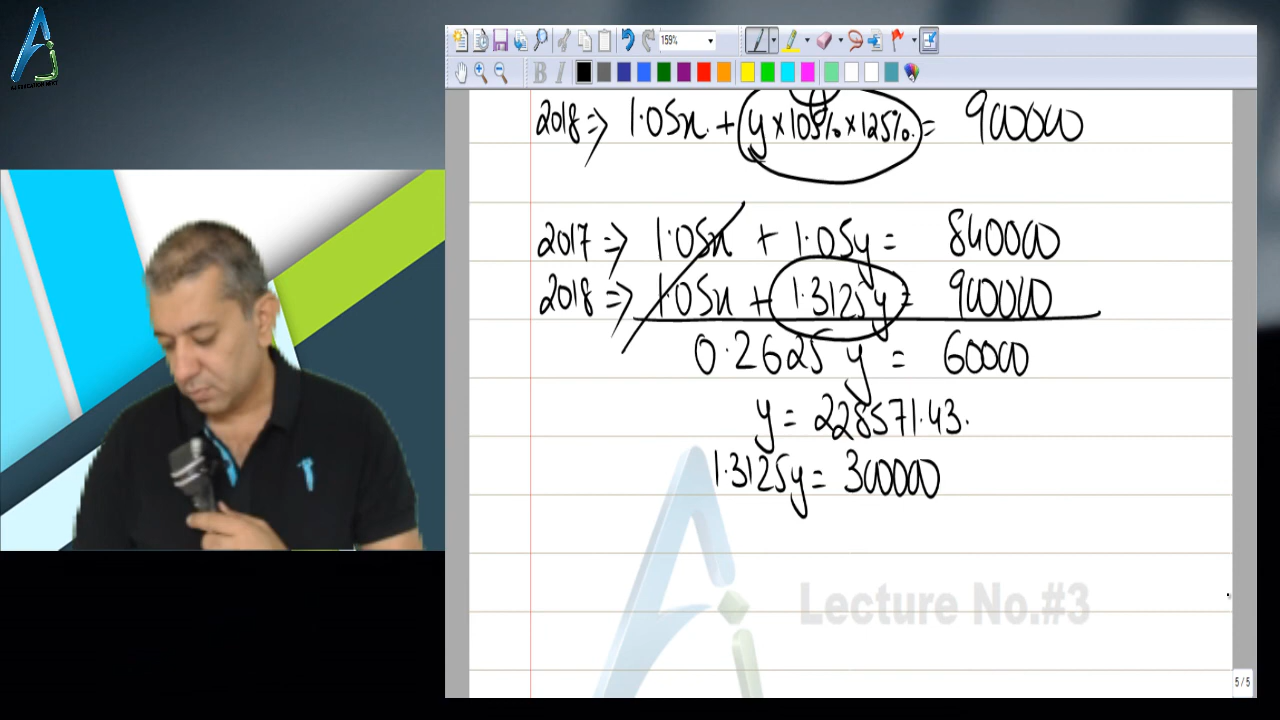 159%
2018 => 1.05x + (y × 105% × 125%) = 900000
2017 => 1.05x + 1.05y = 840000
2018 => 1.05x + 1.3125y = 900000
0.2625 y = 60000
y = 228571.43.
1.3125y = 300000
Lecture No.#3
5 / 5